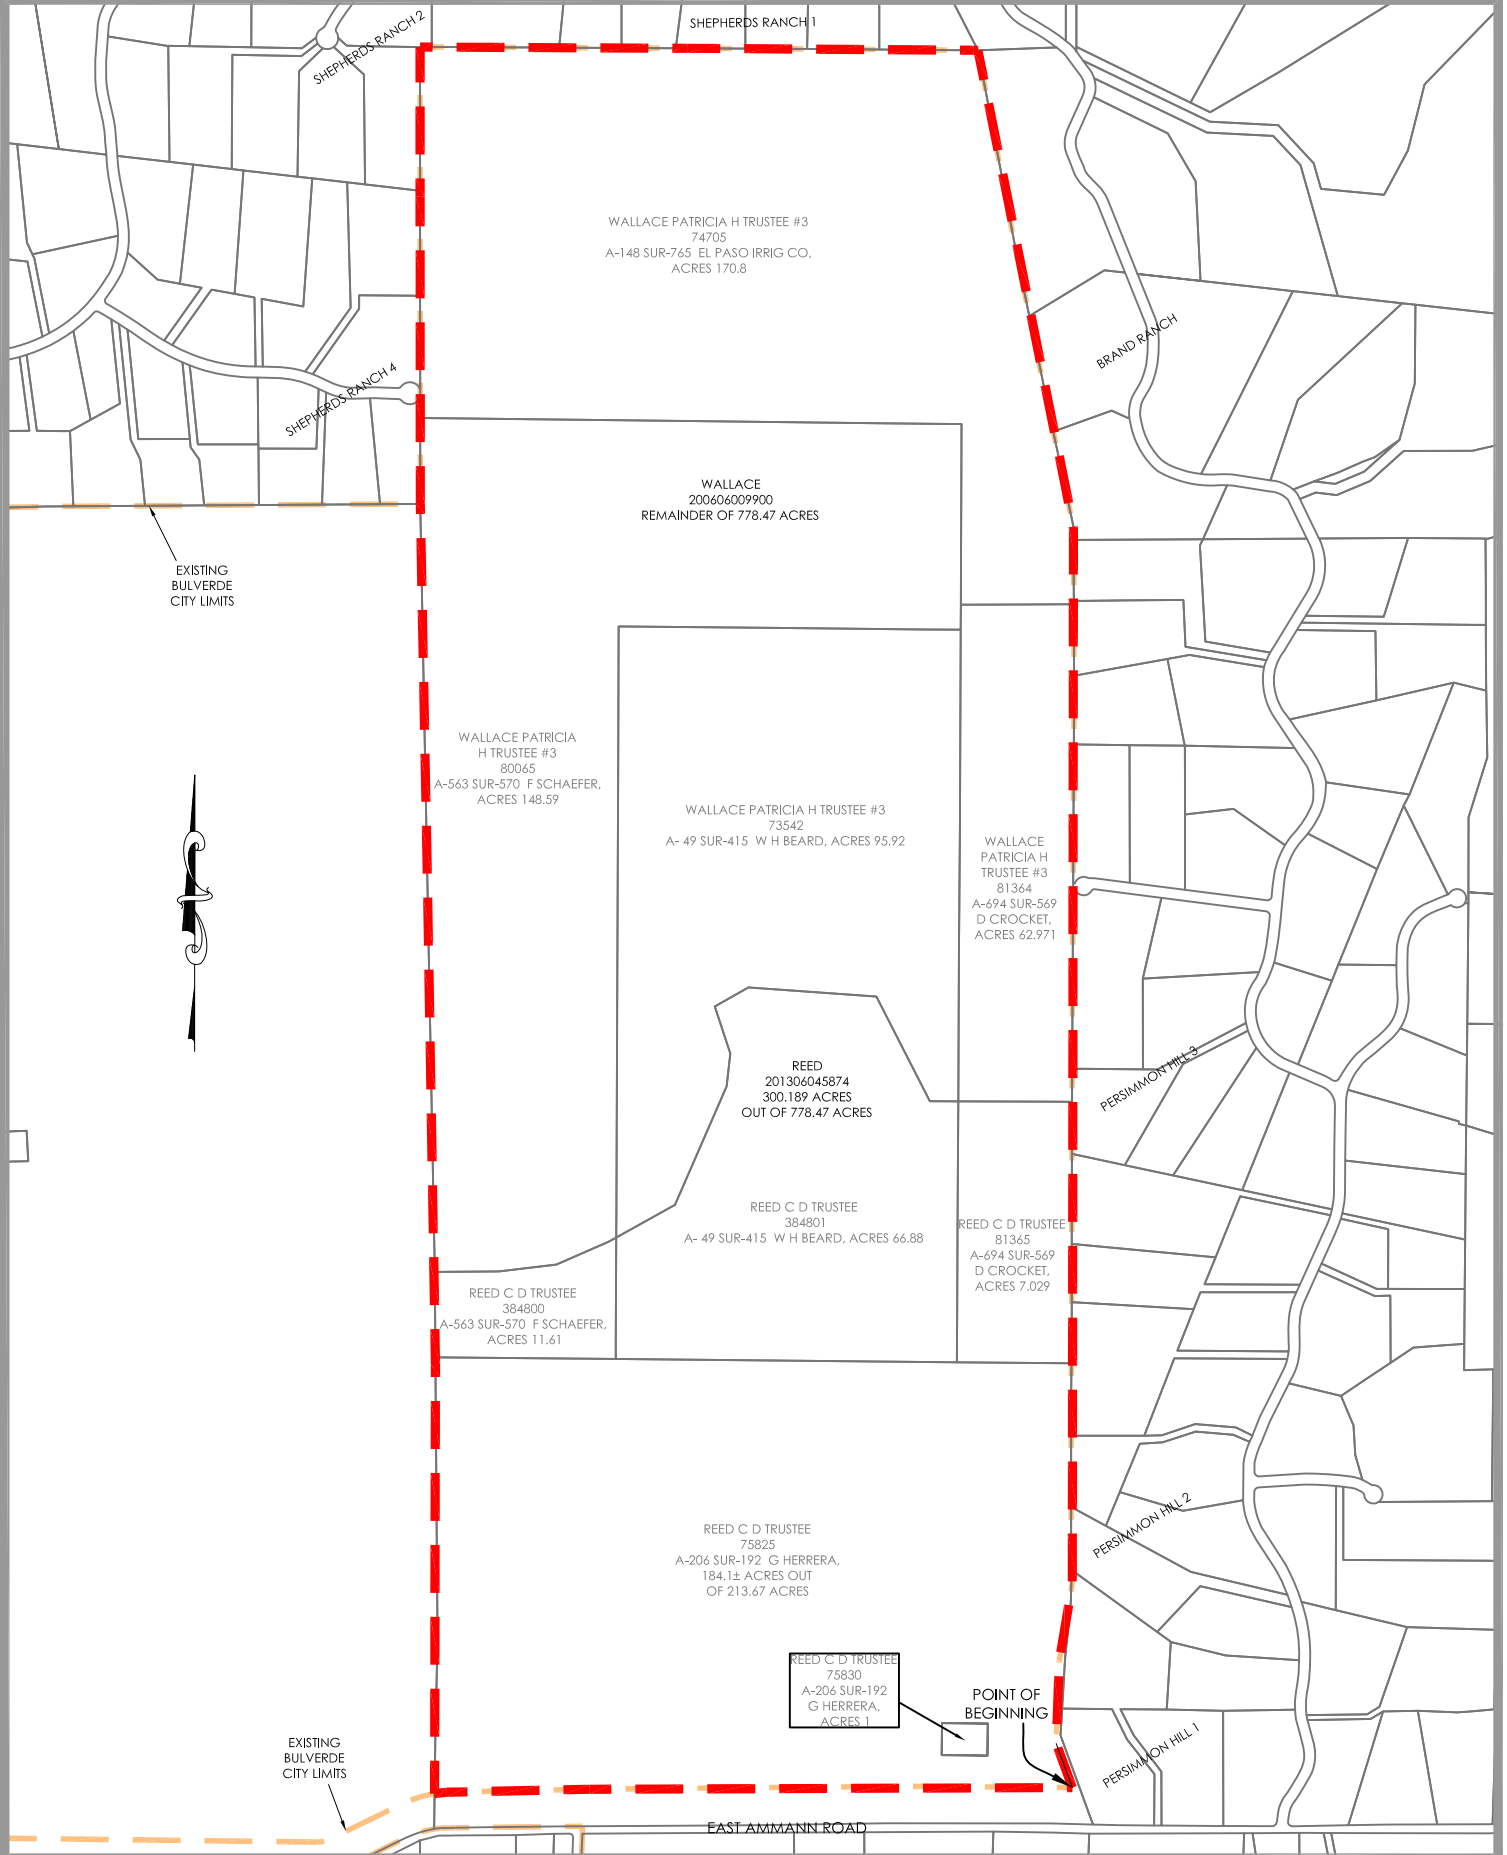 SHEPHERDS RANCH 2
SHEPHERDS RANCH 1
WALLACE PATRICIA H TRUSTEE #3
74705
A-148 SUR-765 EL PASO IRRIG CO,
ACRES 170.8
BRAND RANCH
SHEPHERDS RANCH 4
WALLACE
200606009900
REMAINDER OF 778.47 ACRES
EXISTING
BULVERDE
CITY LIMITS
WALLACE PATRICIA
H TRUSTEE #3
80065
A-563 SUR-570 F SCHAEFER,
ACRES 148.59
WALLACE PATRICIA H TRUSTEE #3
73542
A- 49 SUR-415 W H BEARD, ACRES 95.92
WALLACE
PATRICIA H
TRUSTEE #3
81364
A-694 SUR-569
D CROCKET,
ACRES 62.971
REED
201306045874
300.189 ACRES
OUT OF 778.47 ACRES
PERSIMMON HILL 3
REED C D TRUSTEE
384801
A- 49 SUR-415 W H BEARD, ACRES 66.88
REED C D TRUSTEE
81365
A-694 SUR-569
D CROCKET,
ACRES 7.029
REED C D TRUSTEE
384800
A-563 SUR-570 F SCHAEFER,
ACRES 11.61
REED C D TRUSTEE
75825
A-206 SUR-192 G HERRERA,
184.1± ACRES OUT
OF 213.67 ACRES
PERSIMMON HILL 2
REED C D TRUSTEE
75830
A-206 SUR-192
G HERRERA,
ACRES 1
POINT OF
BEGINNING
PERSIMMON HILL 1
EXISTING
BULVERDE
CITY LIMITS
EAST AMMANN ROAD